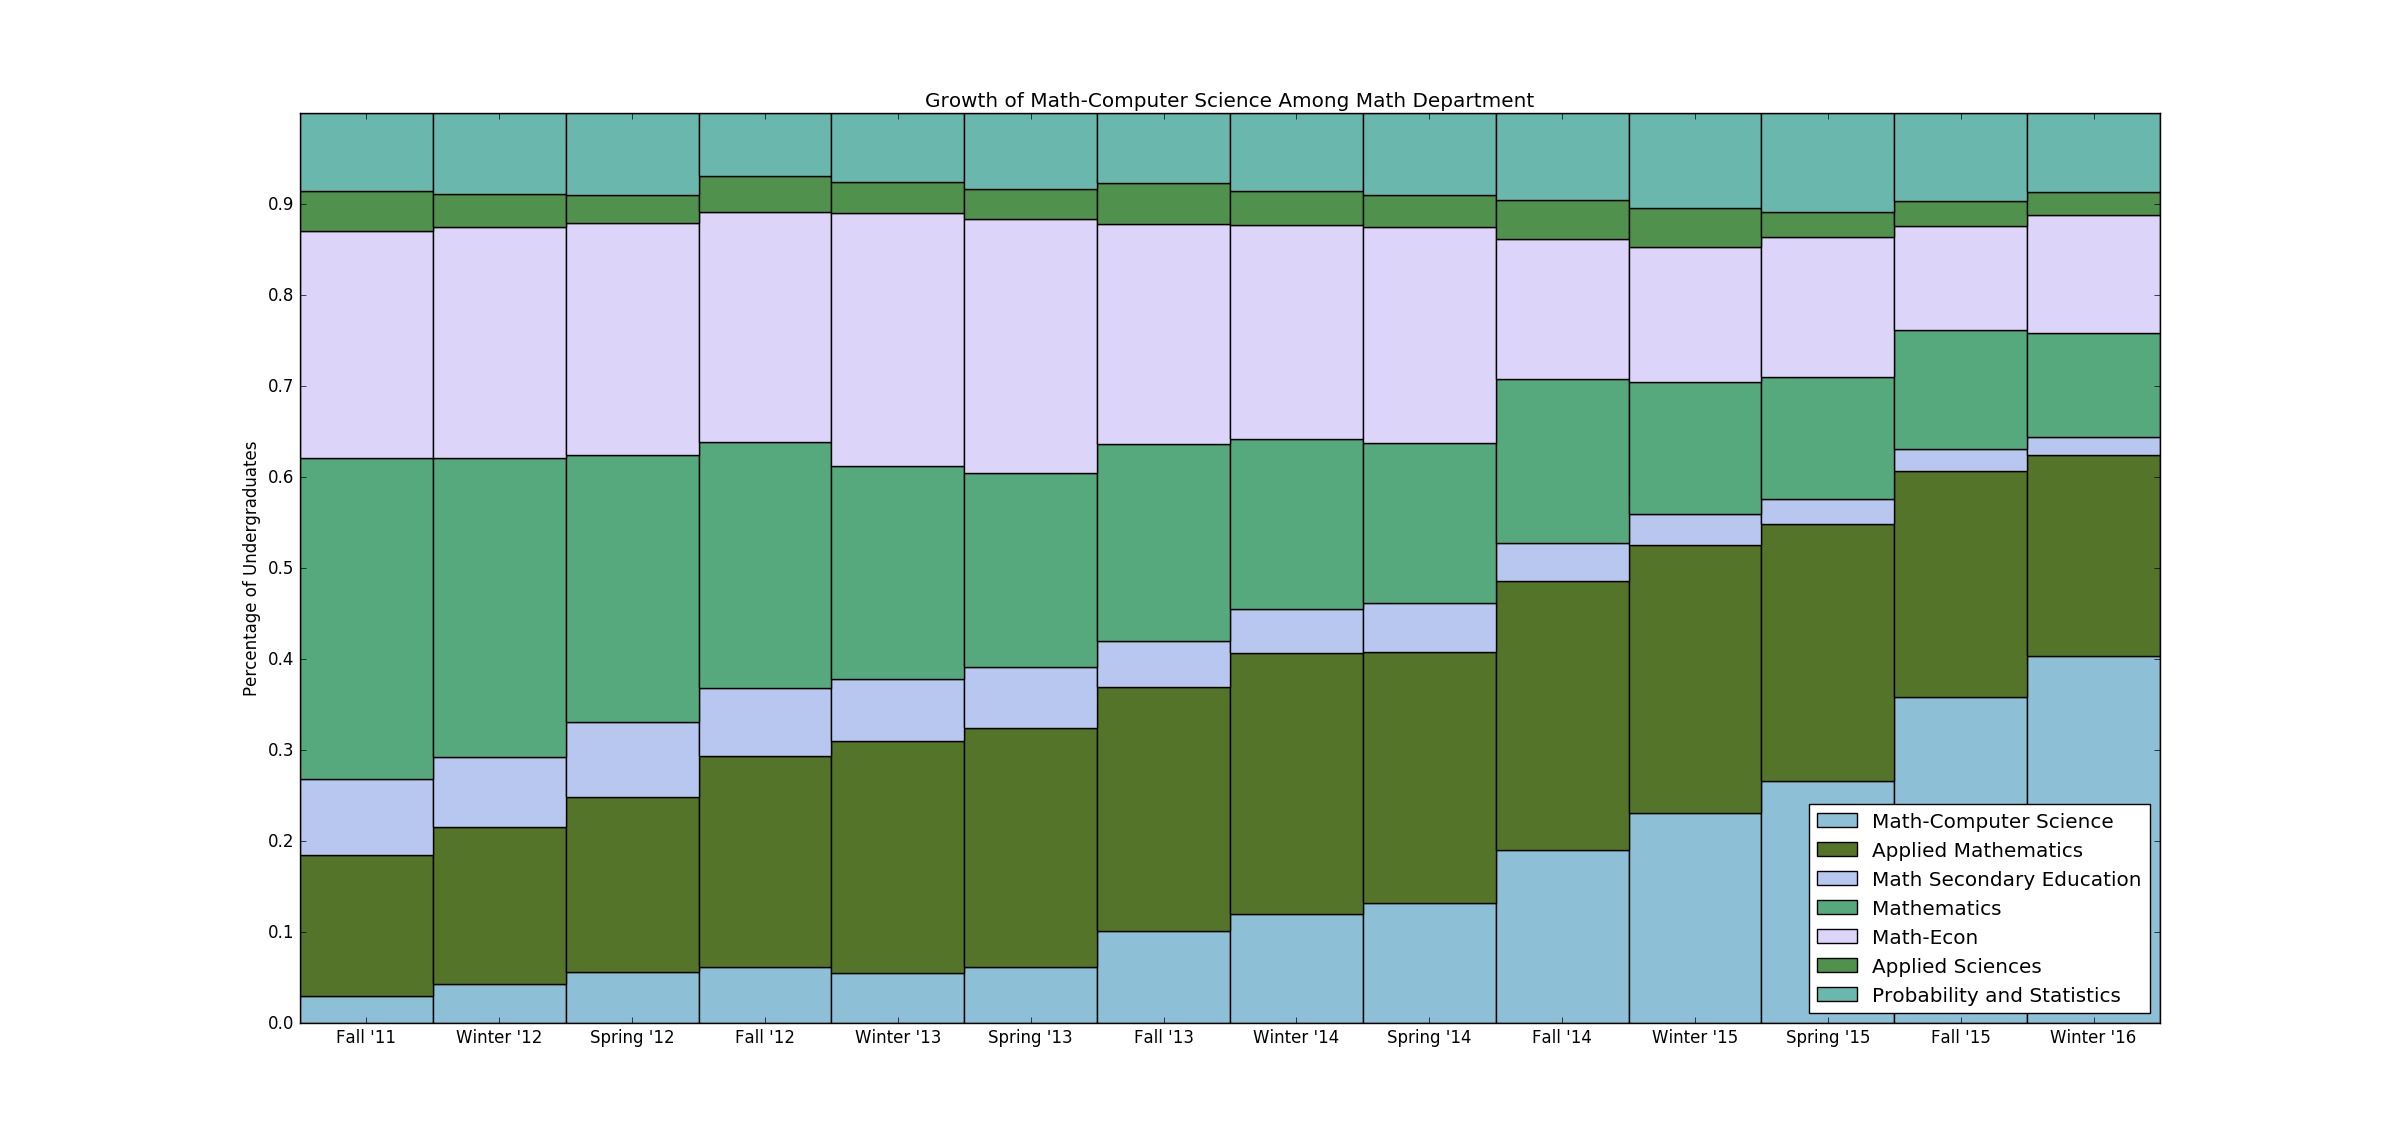 Growth of Math-Computer Science Among Math Department
Percentage of Undergraduates
0.9
0.8
0.7
0.6
0.5
0.4
0.3
0.2
0.1
0.0
Fall '11 Winter '12 Spring '12 Fall '12 Winter '13 Spring '13 Fall '13 Winter '14 Spring '14 Fall '14 Winter '15 Spring '15 Fall '15 Winter '16
Math-Computer Science
Applied Mathematics
Math Secondary Education
Mathematics
Math-Econ
Applied Sciences
Probability and Statistics